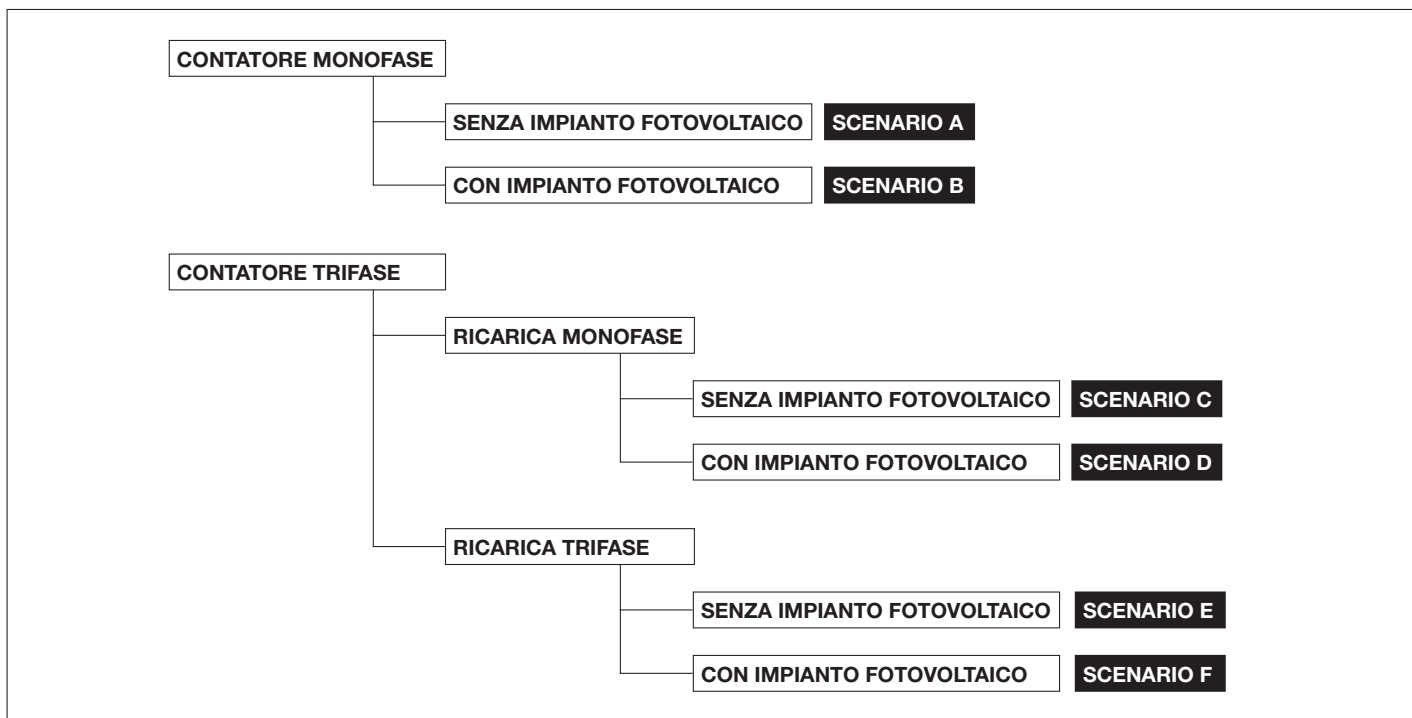 CONTATORE MONOFASE
SENZA IMPIANTO FOTOVOLTAICO SCENARIO A
CON IMPIANTO FOTOVOLTAICO SCENARIO B
CONTATORE TRIFASE
RICARICA MONOFASE
SENZA IMPIANTO FOTOVOLTAICO SCENARIO C
CON IMPIANTO FOTOVOLTAICO SCENARIO D
RICARICA TRIFASE
SENZA IMPIANTO FOTOVOLTAICO SCENARIO E
CON IMPIANTO FOTOVOLTAICO SCENARIO F